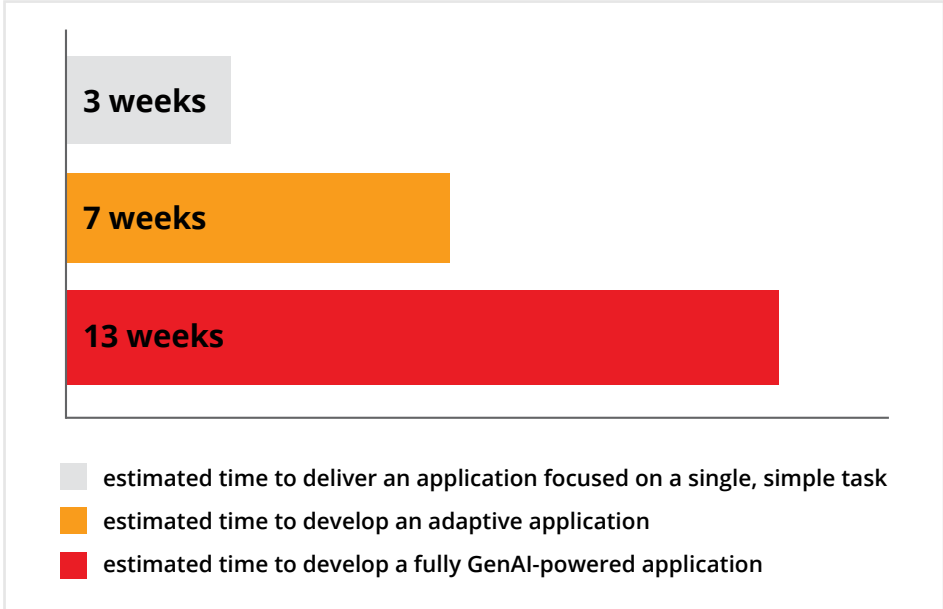 3 weeks
7 weeks
13 weeks
estimated time to deliver an application focused on a single, simple task
estimated time to develop an adaptive application
estimated time to develop a fully GenAI-powered application